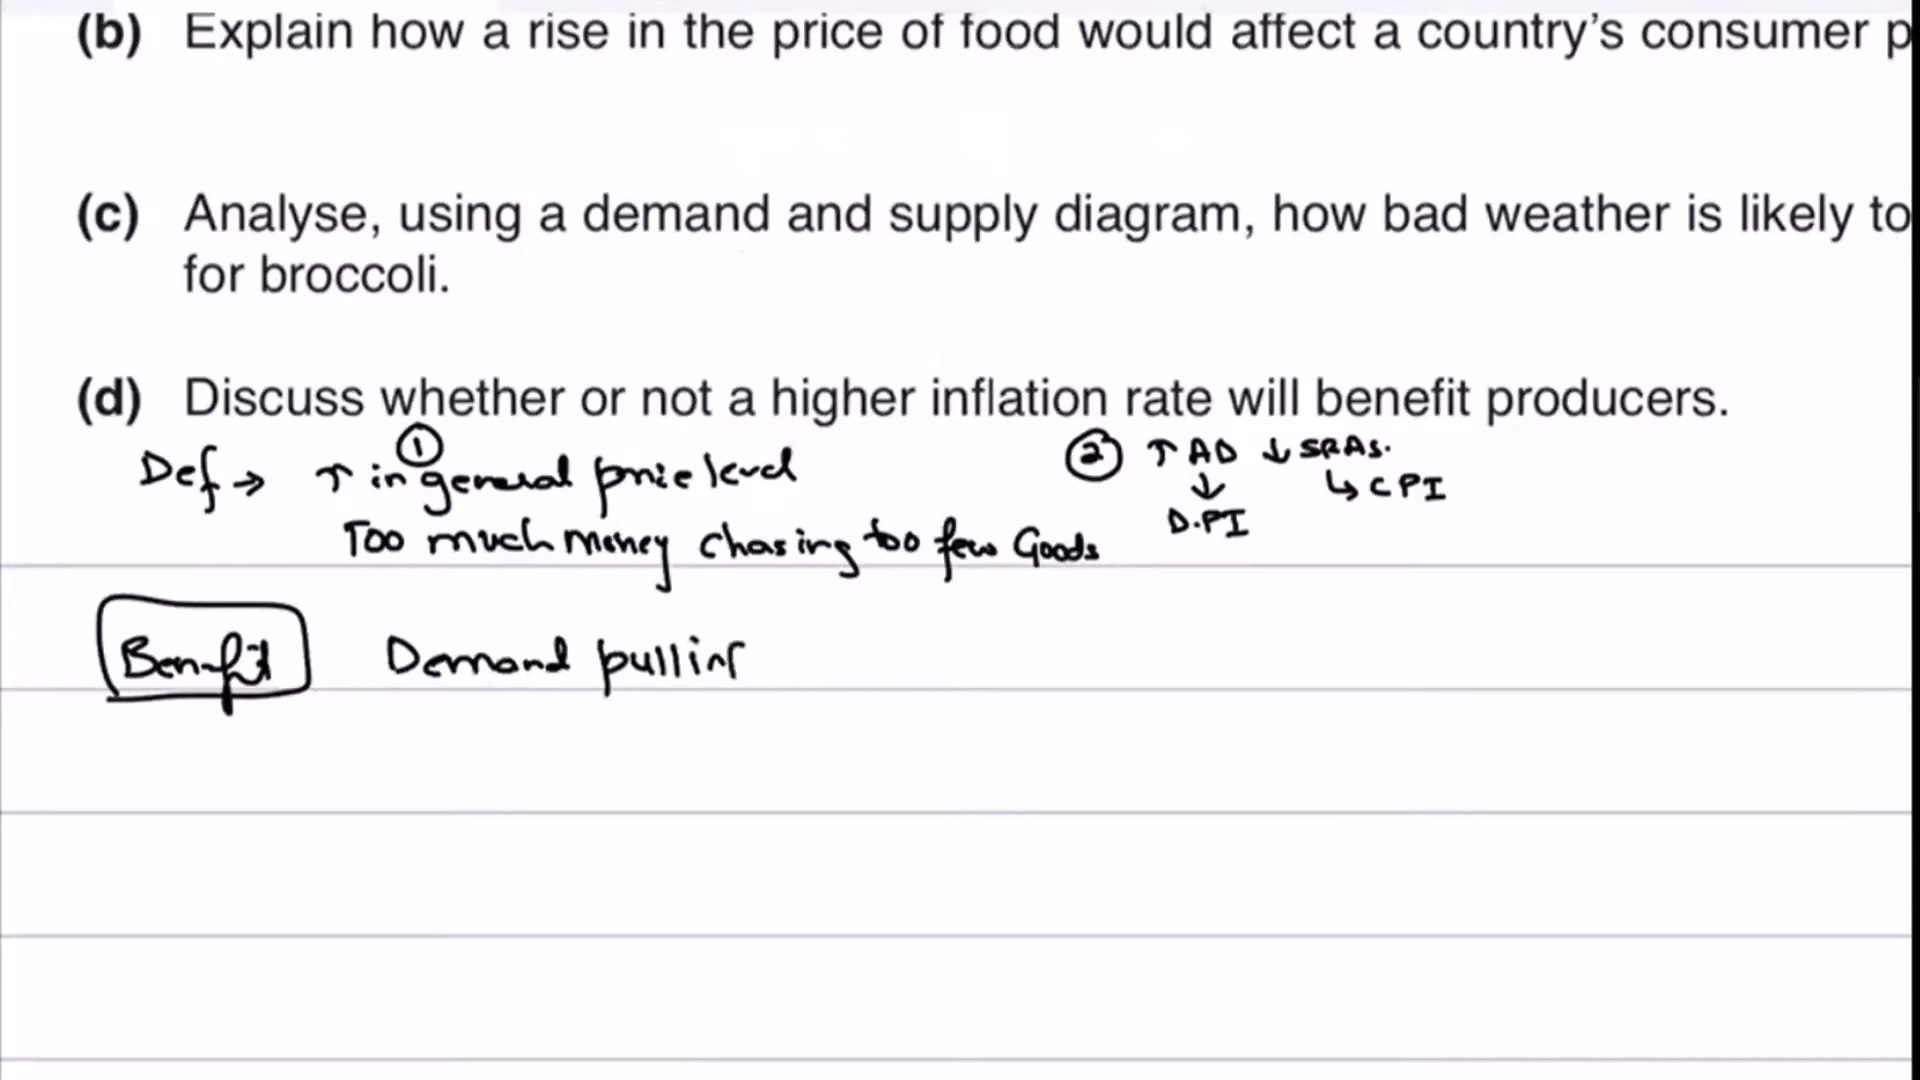 (b) Explain how a rise in the price of food would affect a country's consumer p
(c) Analyse, using a demand and supply diagram, how bad weather is likely to
for broccoli.
(d) Discuss whether or not a higher inflation rate will benefit producers.
Def → ↑ in general price level
①
Too much money chasing too few Goods
② ↑ AD ↓ SRAS.
↓ ↳ CPI
D.PI
Benefit Demand pull inf